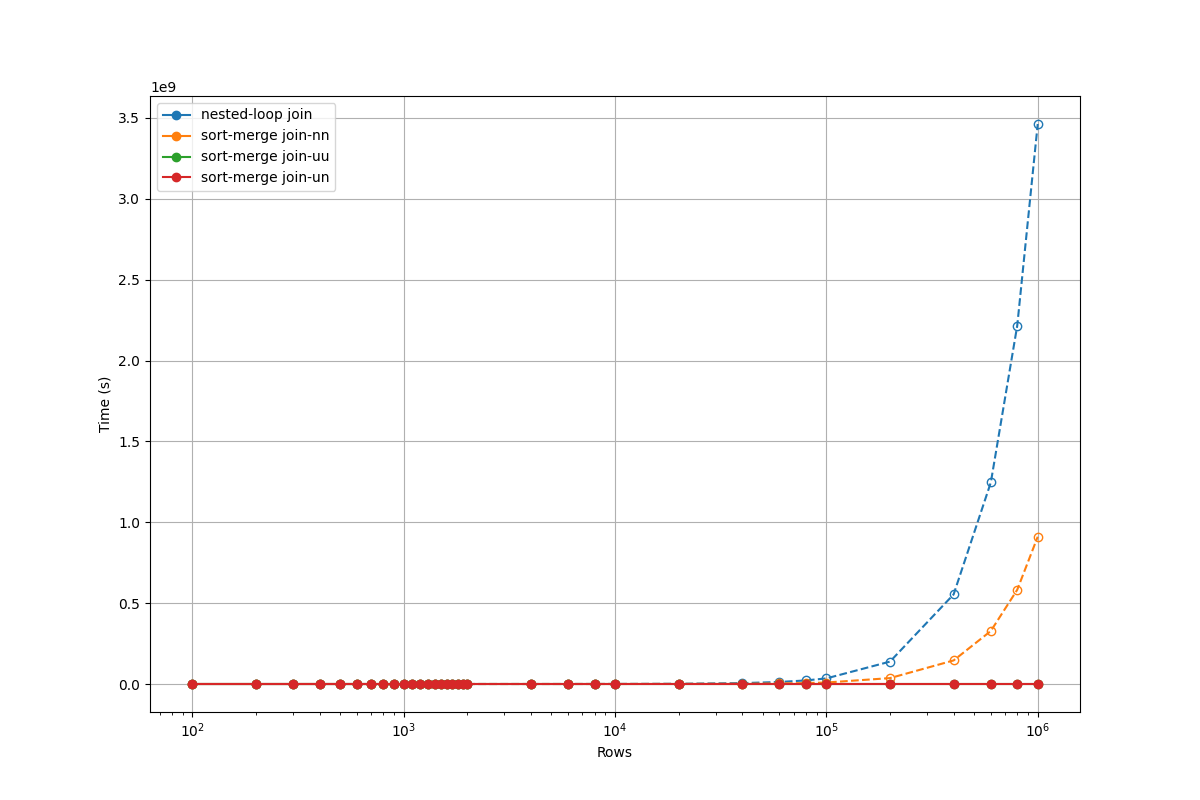 1e9
nested-loop join
sort-merge join-nn
sort-merge join-uu
sort-merge join-un
3.5
3.0
2.5
2.0
1.5
1.0
0.5
0.0
Time (s)
10² 10³ 10⁴ 10⁵ 10⁶
Rows